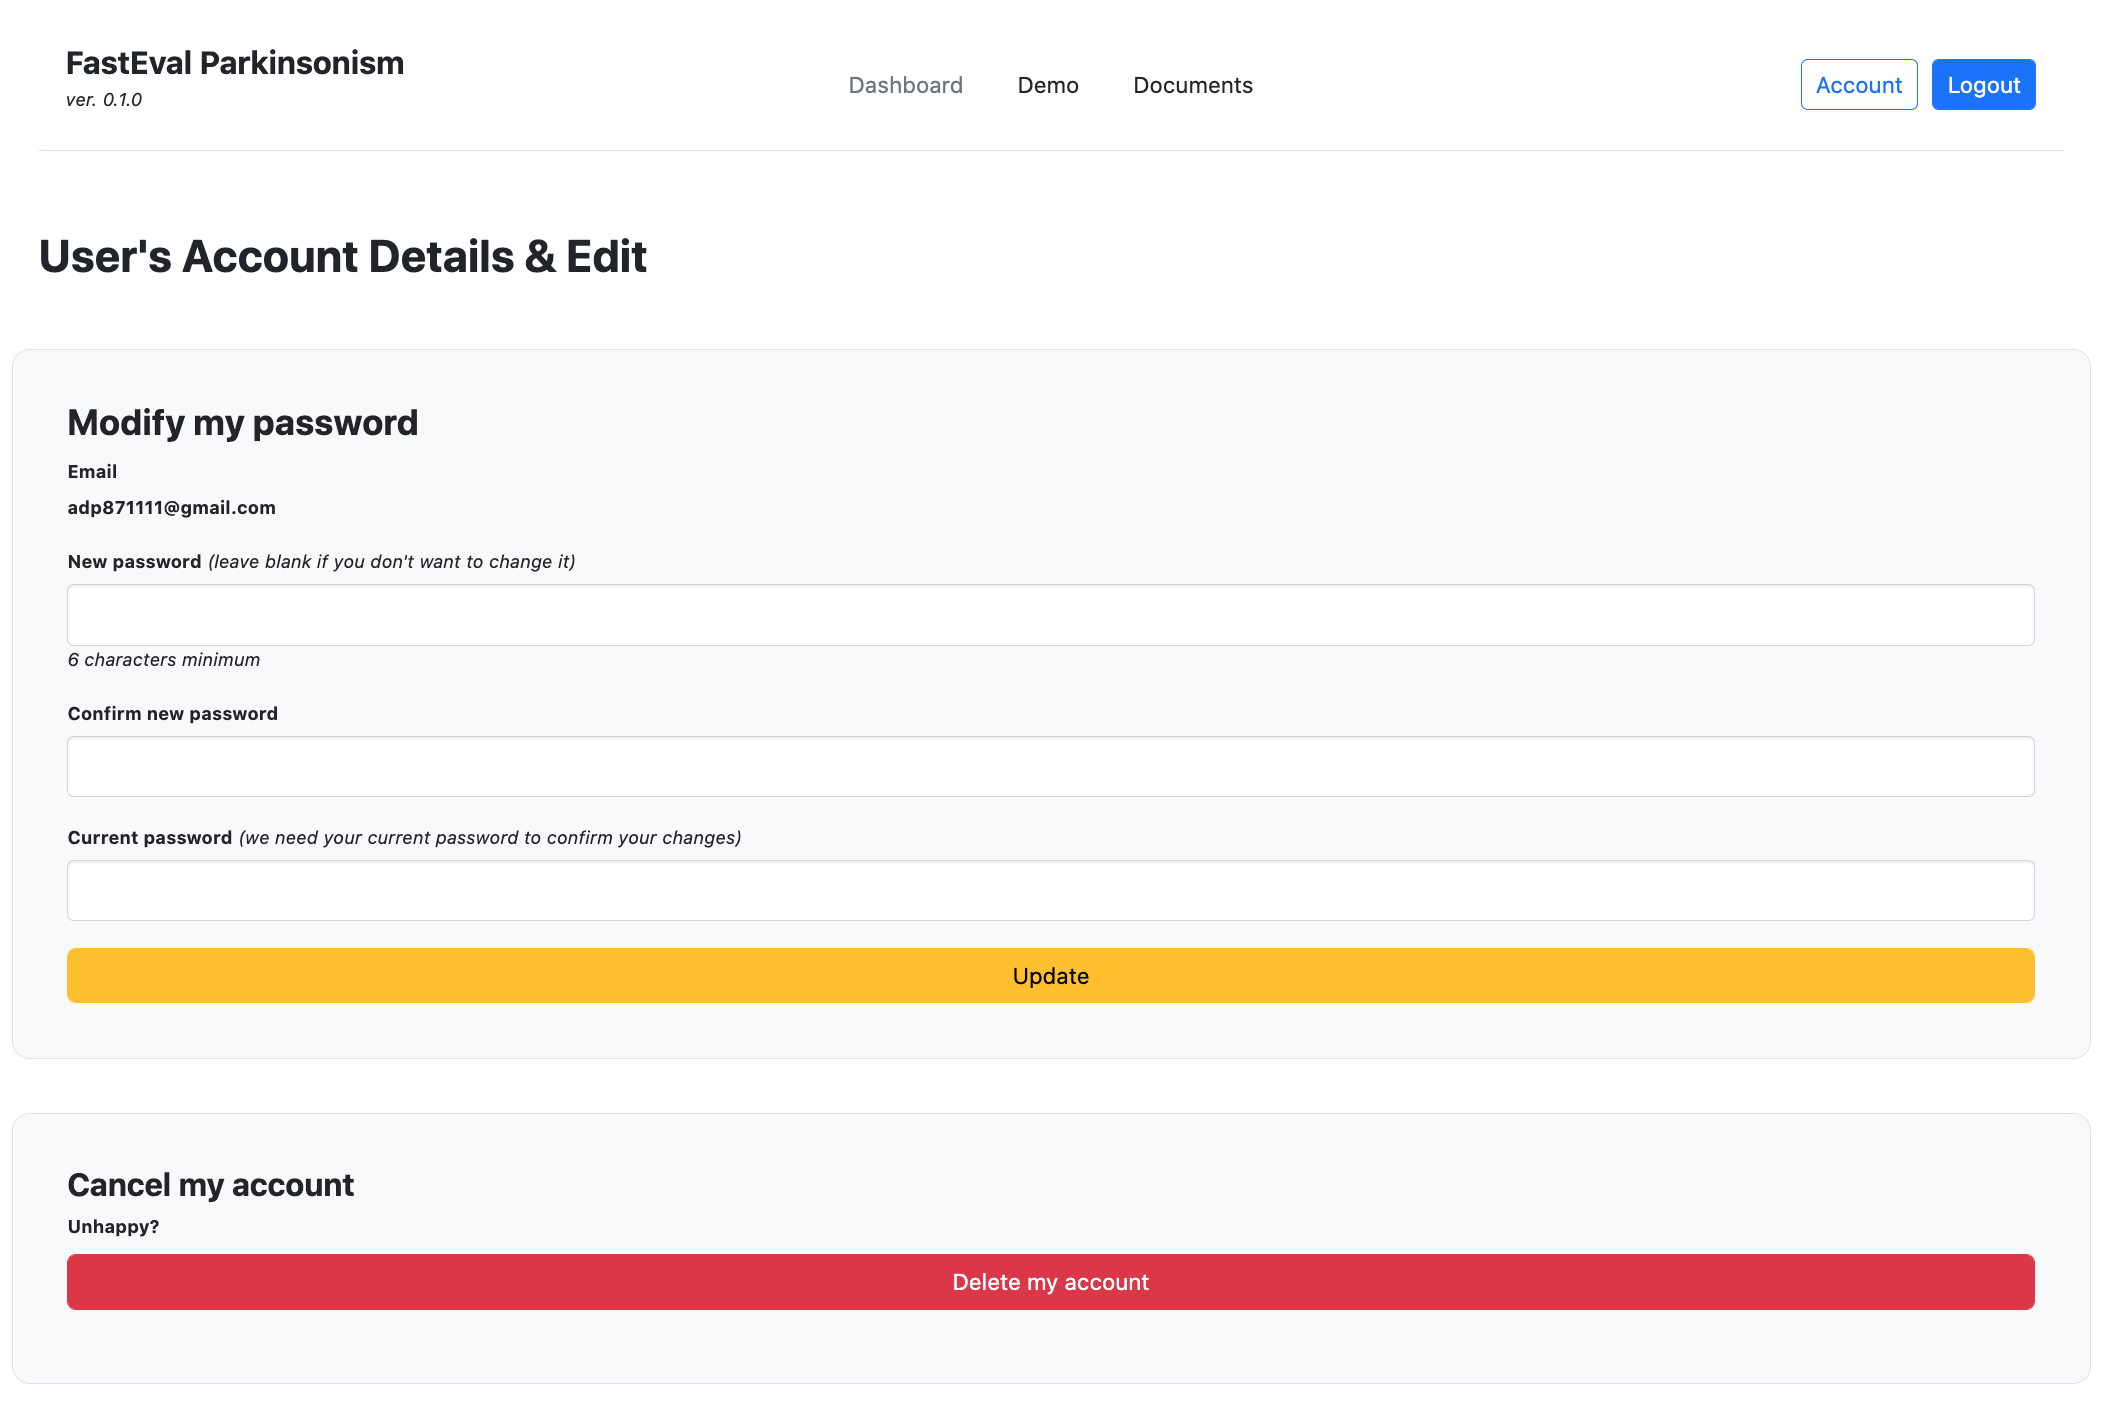 FastEval Parkinsonism
ver. 0.1.0
Dashboard
Demo
Documents
Account
Logout
User's Account Details & Edit
Modify my password
Email
adp871111@gmail.com
New password (leave blank if you don't want to change it)
6 characters minimum
Confirm new password
Current password (we need your current password to confirm your changes)
Update
Cancel my account
Unhappy?
Delete my account